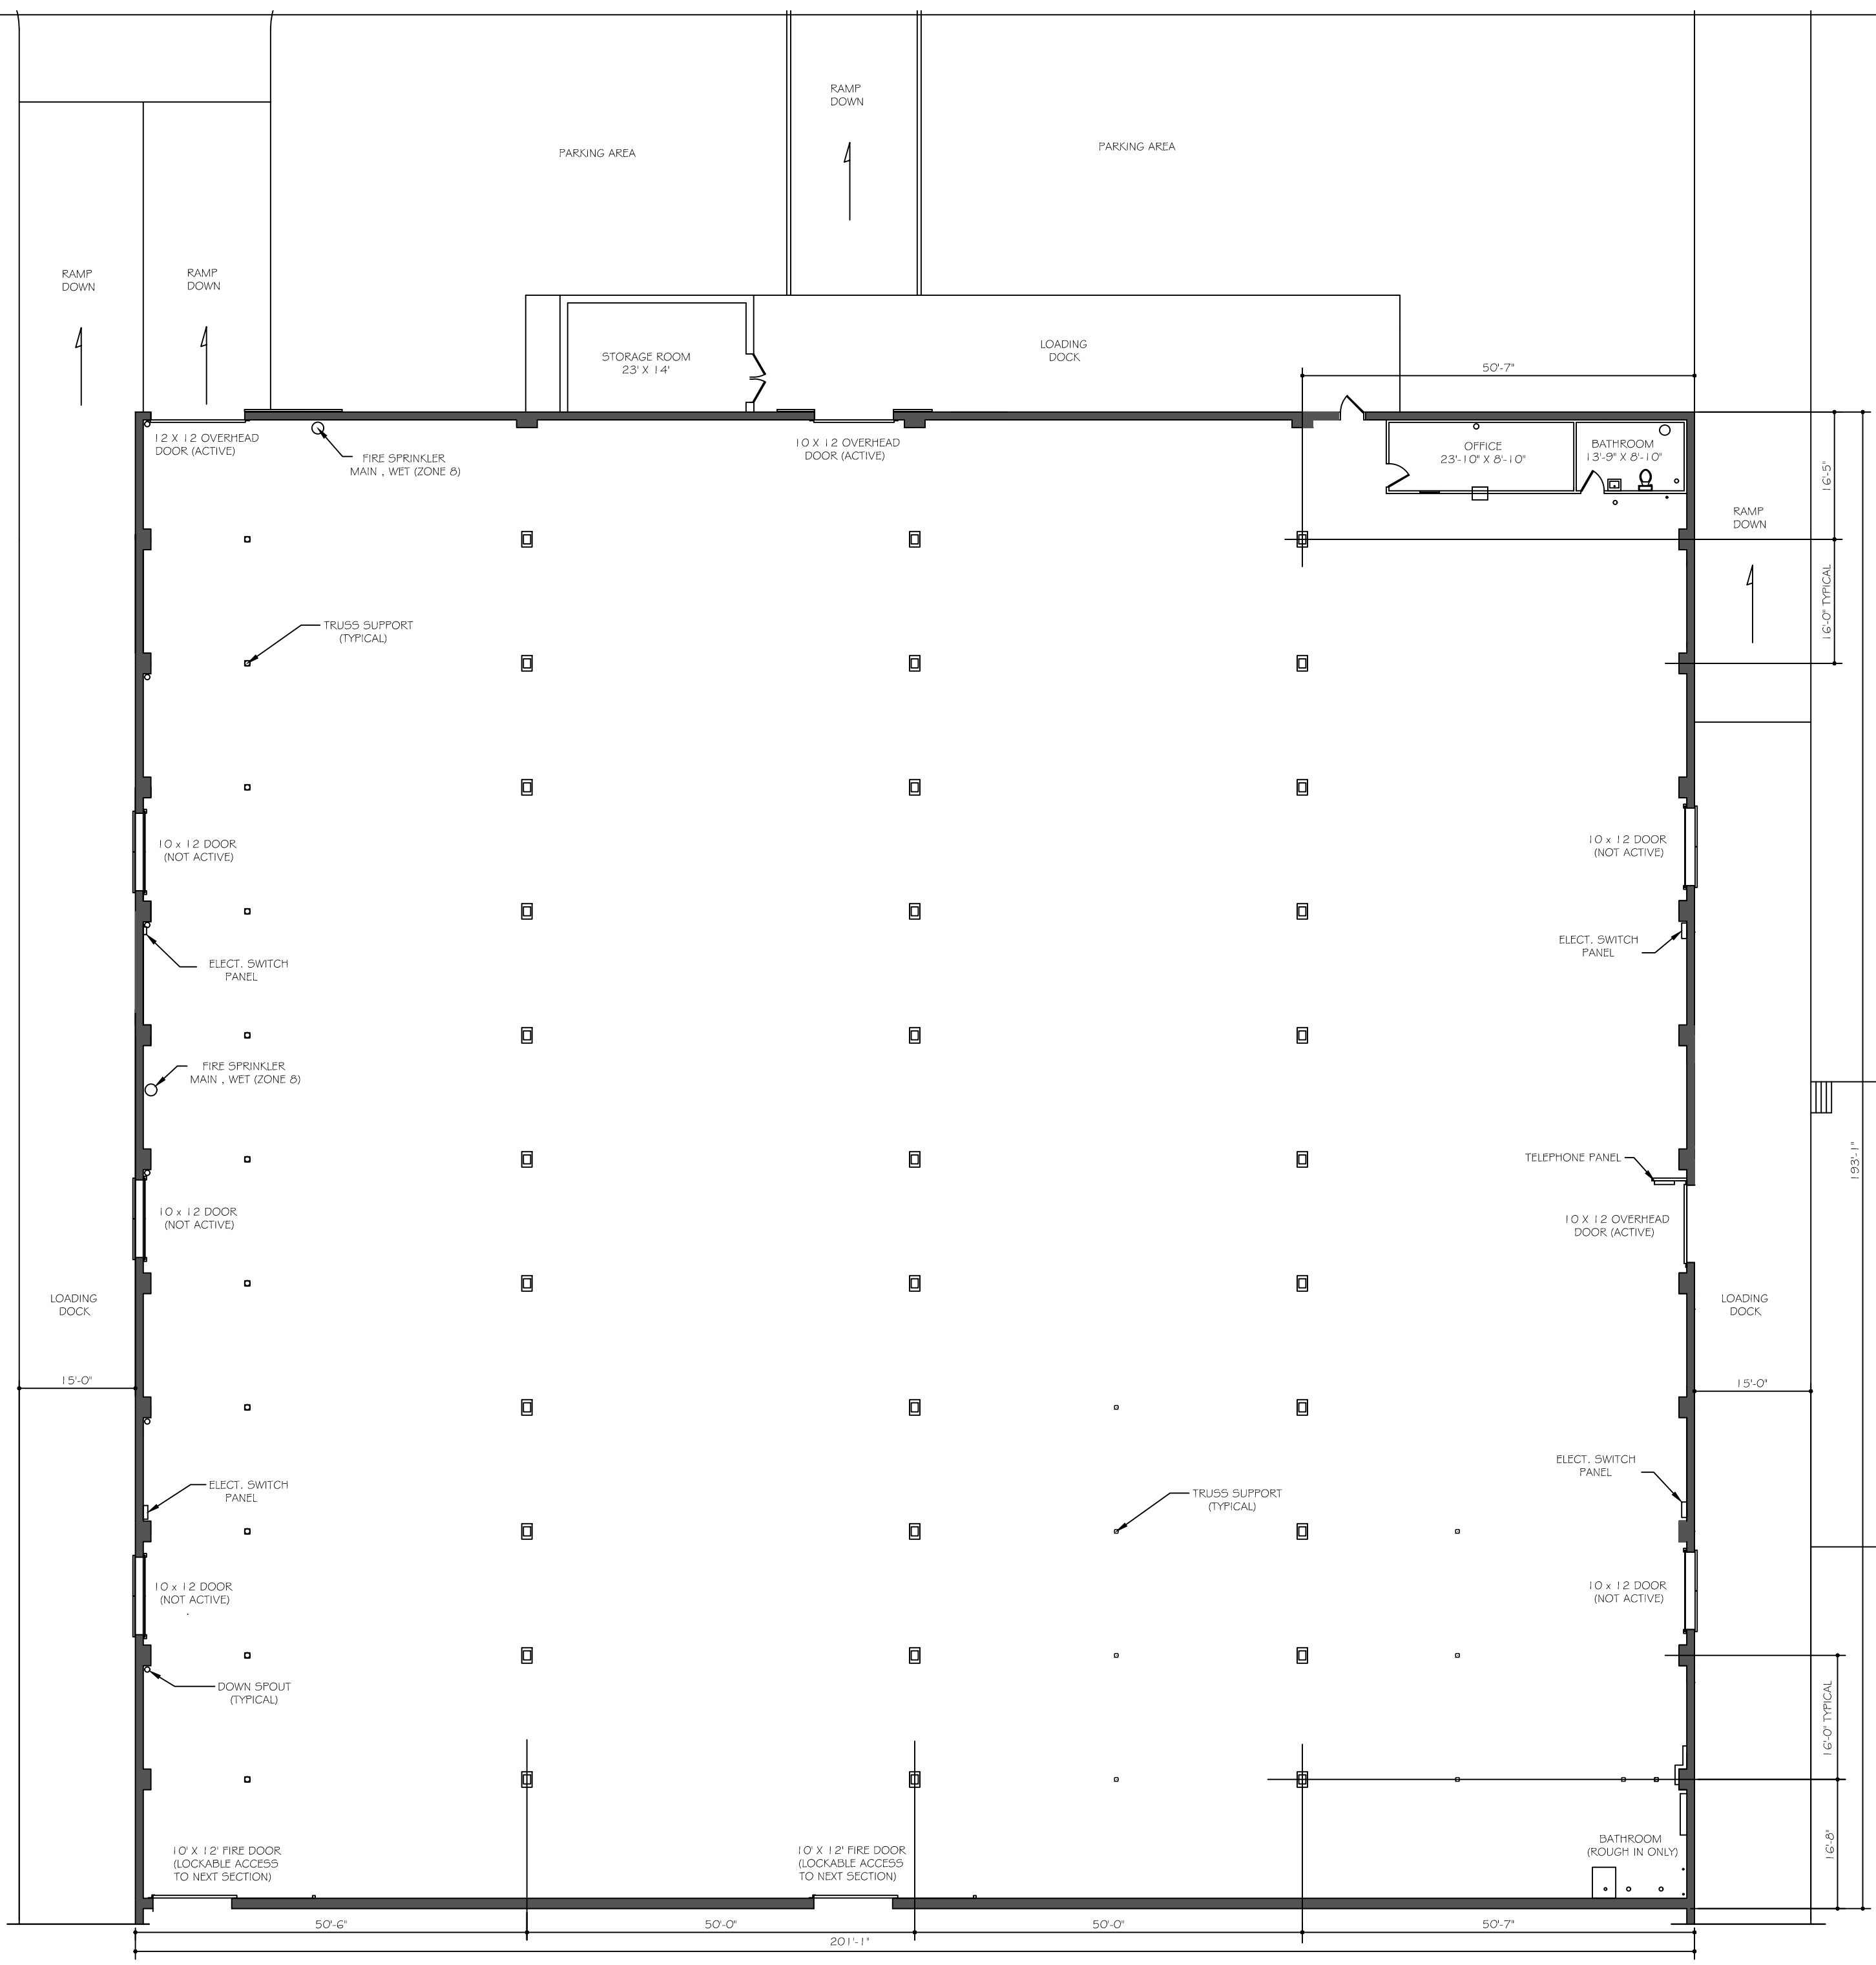 RAMP
DOWN
PARKING AREA
PARKING AREA
RAMP
DOWN
RAMP
DOWN
STORAGE ROOM
23' X 14'
LOADING
DOCK
50'-7"
12 X 12 OVERHEAD
DOOR (ACTIVE)
FIRE SPRINKLER
MAIN , WET (ZONE 8)
10 X 12 OVERHEAD
DOOR (ACTIVE)
OFFICE
23'-10" X 8'-10"
BATHROOM
13'-9" X 8'-10"
16'-5"
RAMP
DOWN
16'-0" TYPICAL
TRUSS SUPPORT
(TYPICAL)
10 x 12 DOOR
(NOT ACTIVE)
10 x 12 DOOR
(NOT ACTIVE)
ELECT. SWITCH
PANEL
ELECT. SWITCH
PANEL
FIRE SPRINKLER
MAIN , WET (ZONE 8)
TELEPHONE PANEL
193'-1"
10 x 12 DOOR
(NOT ACTIVE)
10 X 12 OVERHEAD
DOOR (ACTIVE)
LOADING
DOCK
LOADING
DOCK
15'-0"
15'-0"
ELECT. SWITCH
PANEL
TRUSS SUPPORT
(TYPICAL)
ELECT. SWITCH
PANEL
10 x 12 DOOR
(NOT ACTIVE)
10 x 12 DOOR
(NOT ACTIVE)
DOWN SPOUT
(TYPICAL)
16'-0" TYPICAL
10' X 12' FIRE DOOR
(LOCKABLE ACCESS
TO NEXT SECTION)
10' X 12' FIRE DOOR
(LOCKABLE ACCESS
TO NEXT SECTION)
BATHROOM
(ROUGH IN ONLY)
16'-8"
50'-6"
50'-0"
50'-0"
50'-7"
201'-1"